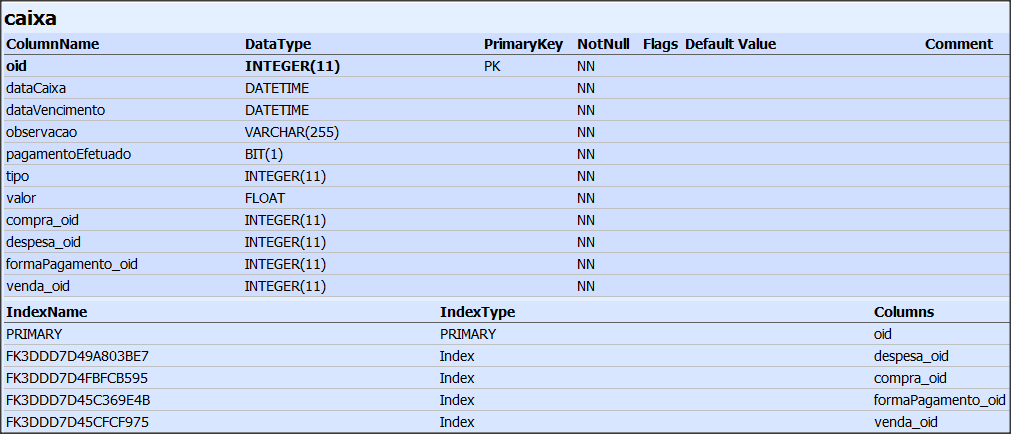 caixa
ColumnName DataType PrimaryKey NotNull Flags Default Value Comment
oid INTEGER(11) PK NN
dataCaixa DATETIME NN
dataVencimento DATETIME NN
observacao VARCHAR(255) NN
pagamentoEfetuado BIT(1) NN
tipo INTEGER(11) NN
valor FLOAT NN
compra_oid INTEGER(11) NN
despesa_oid INTEGER(11) NN
formaPagamento_oid INTEGER(11) NN
venda_oid INTEGER(11) NN
IndexName IndexType Columns
PRIMARY PRIMARY oid
FK3DDD7D49A803BE7 Index despesa_oid
FK3DDD7D4FBFCB595 Index compra_oid
FK3DDD7D45C369E4B Index formaPagamento_oid
FK3DDD7D45CFCF975 Index venda_oid